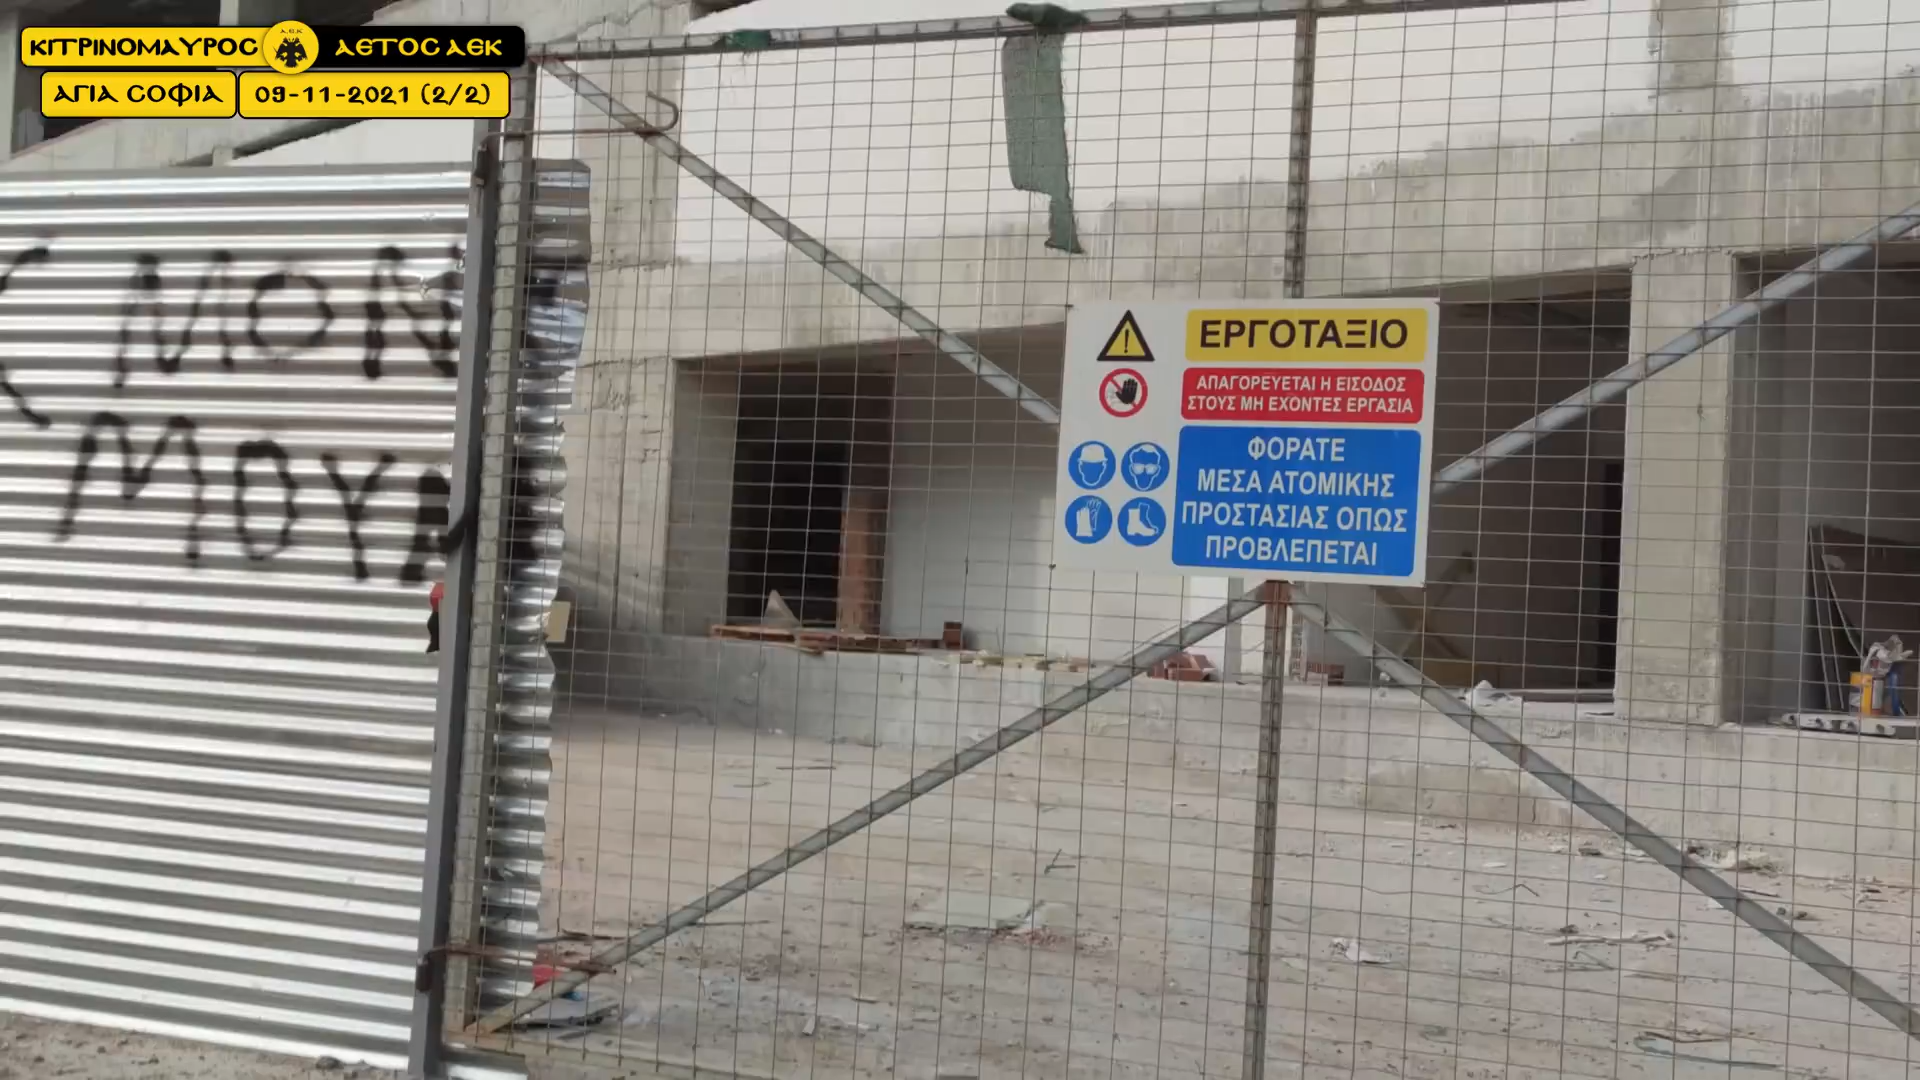 ΚΙΤΡΙΝΟΜΑΥΡΟΣ ΑΕΤΟΣ ΑΕΚ
ΑΓΙΑ ΣΟΦΙΑ 09-11-2021 (2/2)
ΜΟΝ
ΜΟΥΝ
ΕΡΓΟΤΑΞΙΟ
ΑΠΑΓΟΡΕΥΕΤΑΙ Η ΕΙΣΟΔΟΣ
ΣΤΟΥΣ ΜΗ ΕΧΟΝΤΕΣ ΕΡΓΑΣΙΑ
ΦΟΡΑΤΕ
ΜΕΣΑ ΑΤΟΜΙΚΗΣ
ΠΡΟΣΤΑΣΙΑΣ ΟΠΩΣ
ΠΡΟΒΛΕΠΕΤΑΙ